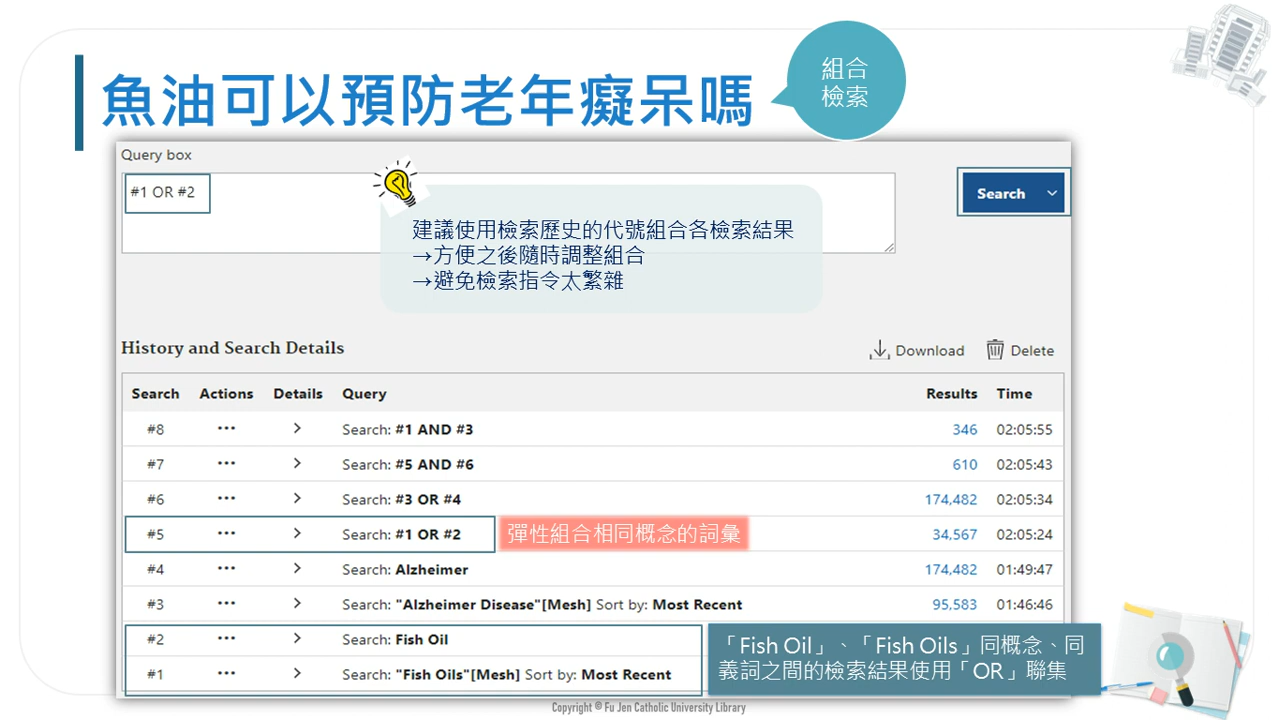 魚油可以預防老年癡呆嗎
組合
檢索
Query box
#1 OR #2
Search
建議使用檢索歷史的代號組合各檢索結果
→方便之後隨時調整組合
→避免檢索指令太繁雜
History and Search Details
Download Delete
Search Actions Details Query Results Time
#8 ••• > Search: #1 AND #3 346 02:05:55
#7 ••• > Search: #5 AND #6 610 02:05:43
#6 ••• > Search: #3 OR #4 174,482 02:05:34
#5 ••• > Search: #1 OR #2 彈性組合相同概念的詞彙 34,567 02:05:24
#4 ••• > Search: Alzheimer 174,482 01:49:47
#3 ••• > Search: "Alzheimer Disease"[Mesh] Sort by: Most Recent 95,583 01:46:46
#2 ••• > Search: Fish Oil
#1 ••• > Search: "Fish Oils"[Mesh] Sort by: Most Recent
「Fish Oil」、「Fish Oils」同概念、同
義詞之間的檢索結果使用「OR」聯集
Copyright © Fu Jen Catholic University Library